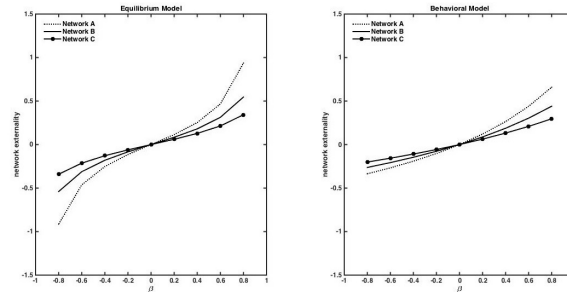 Equilibrium Model
Network A
Network B
Network C
network externality
1.5
1
0.5
0
-0.5
-1
-1.5
-1 -0.8 -0.6 -0.4 -0.2 0 0.2 0.4 0.6 0.8 1
β
Behavioral Model
Network A
Network B
Network C
network externality
1.5
1
0.5
0
-0.5
-1
-1.5
-1 -0.8 -0.6 -0.4 -0.2 0 0.2 0.4 0.6 0.8 1
β